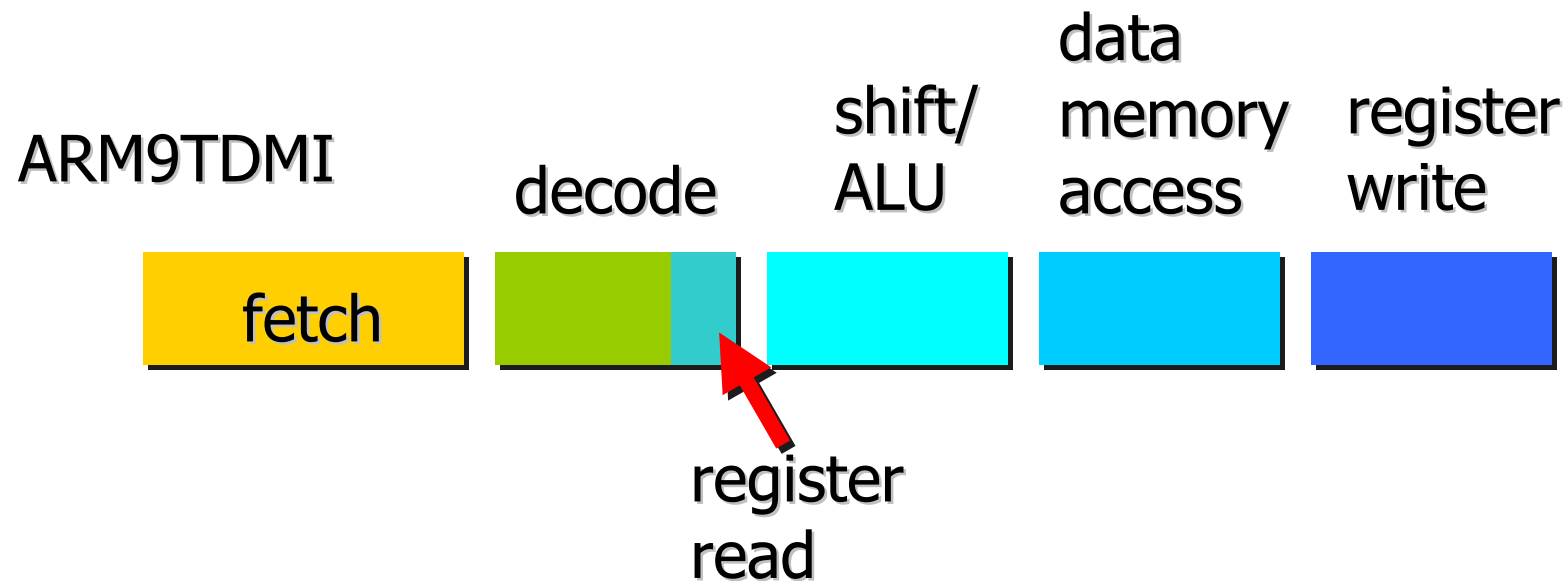 ARM9TDMI
fetch
decode
register
read
shift/
ALU
data
memory
access
register
write